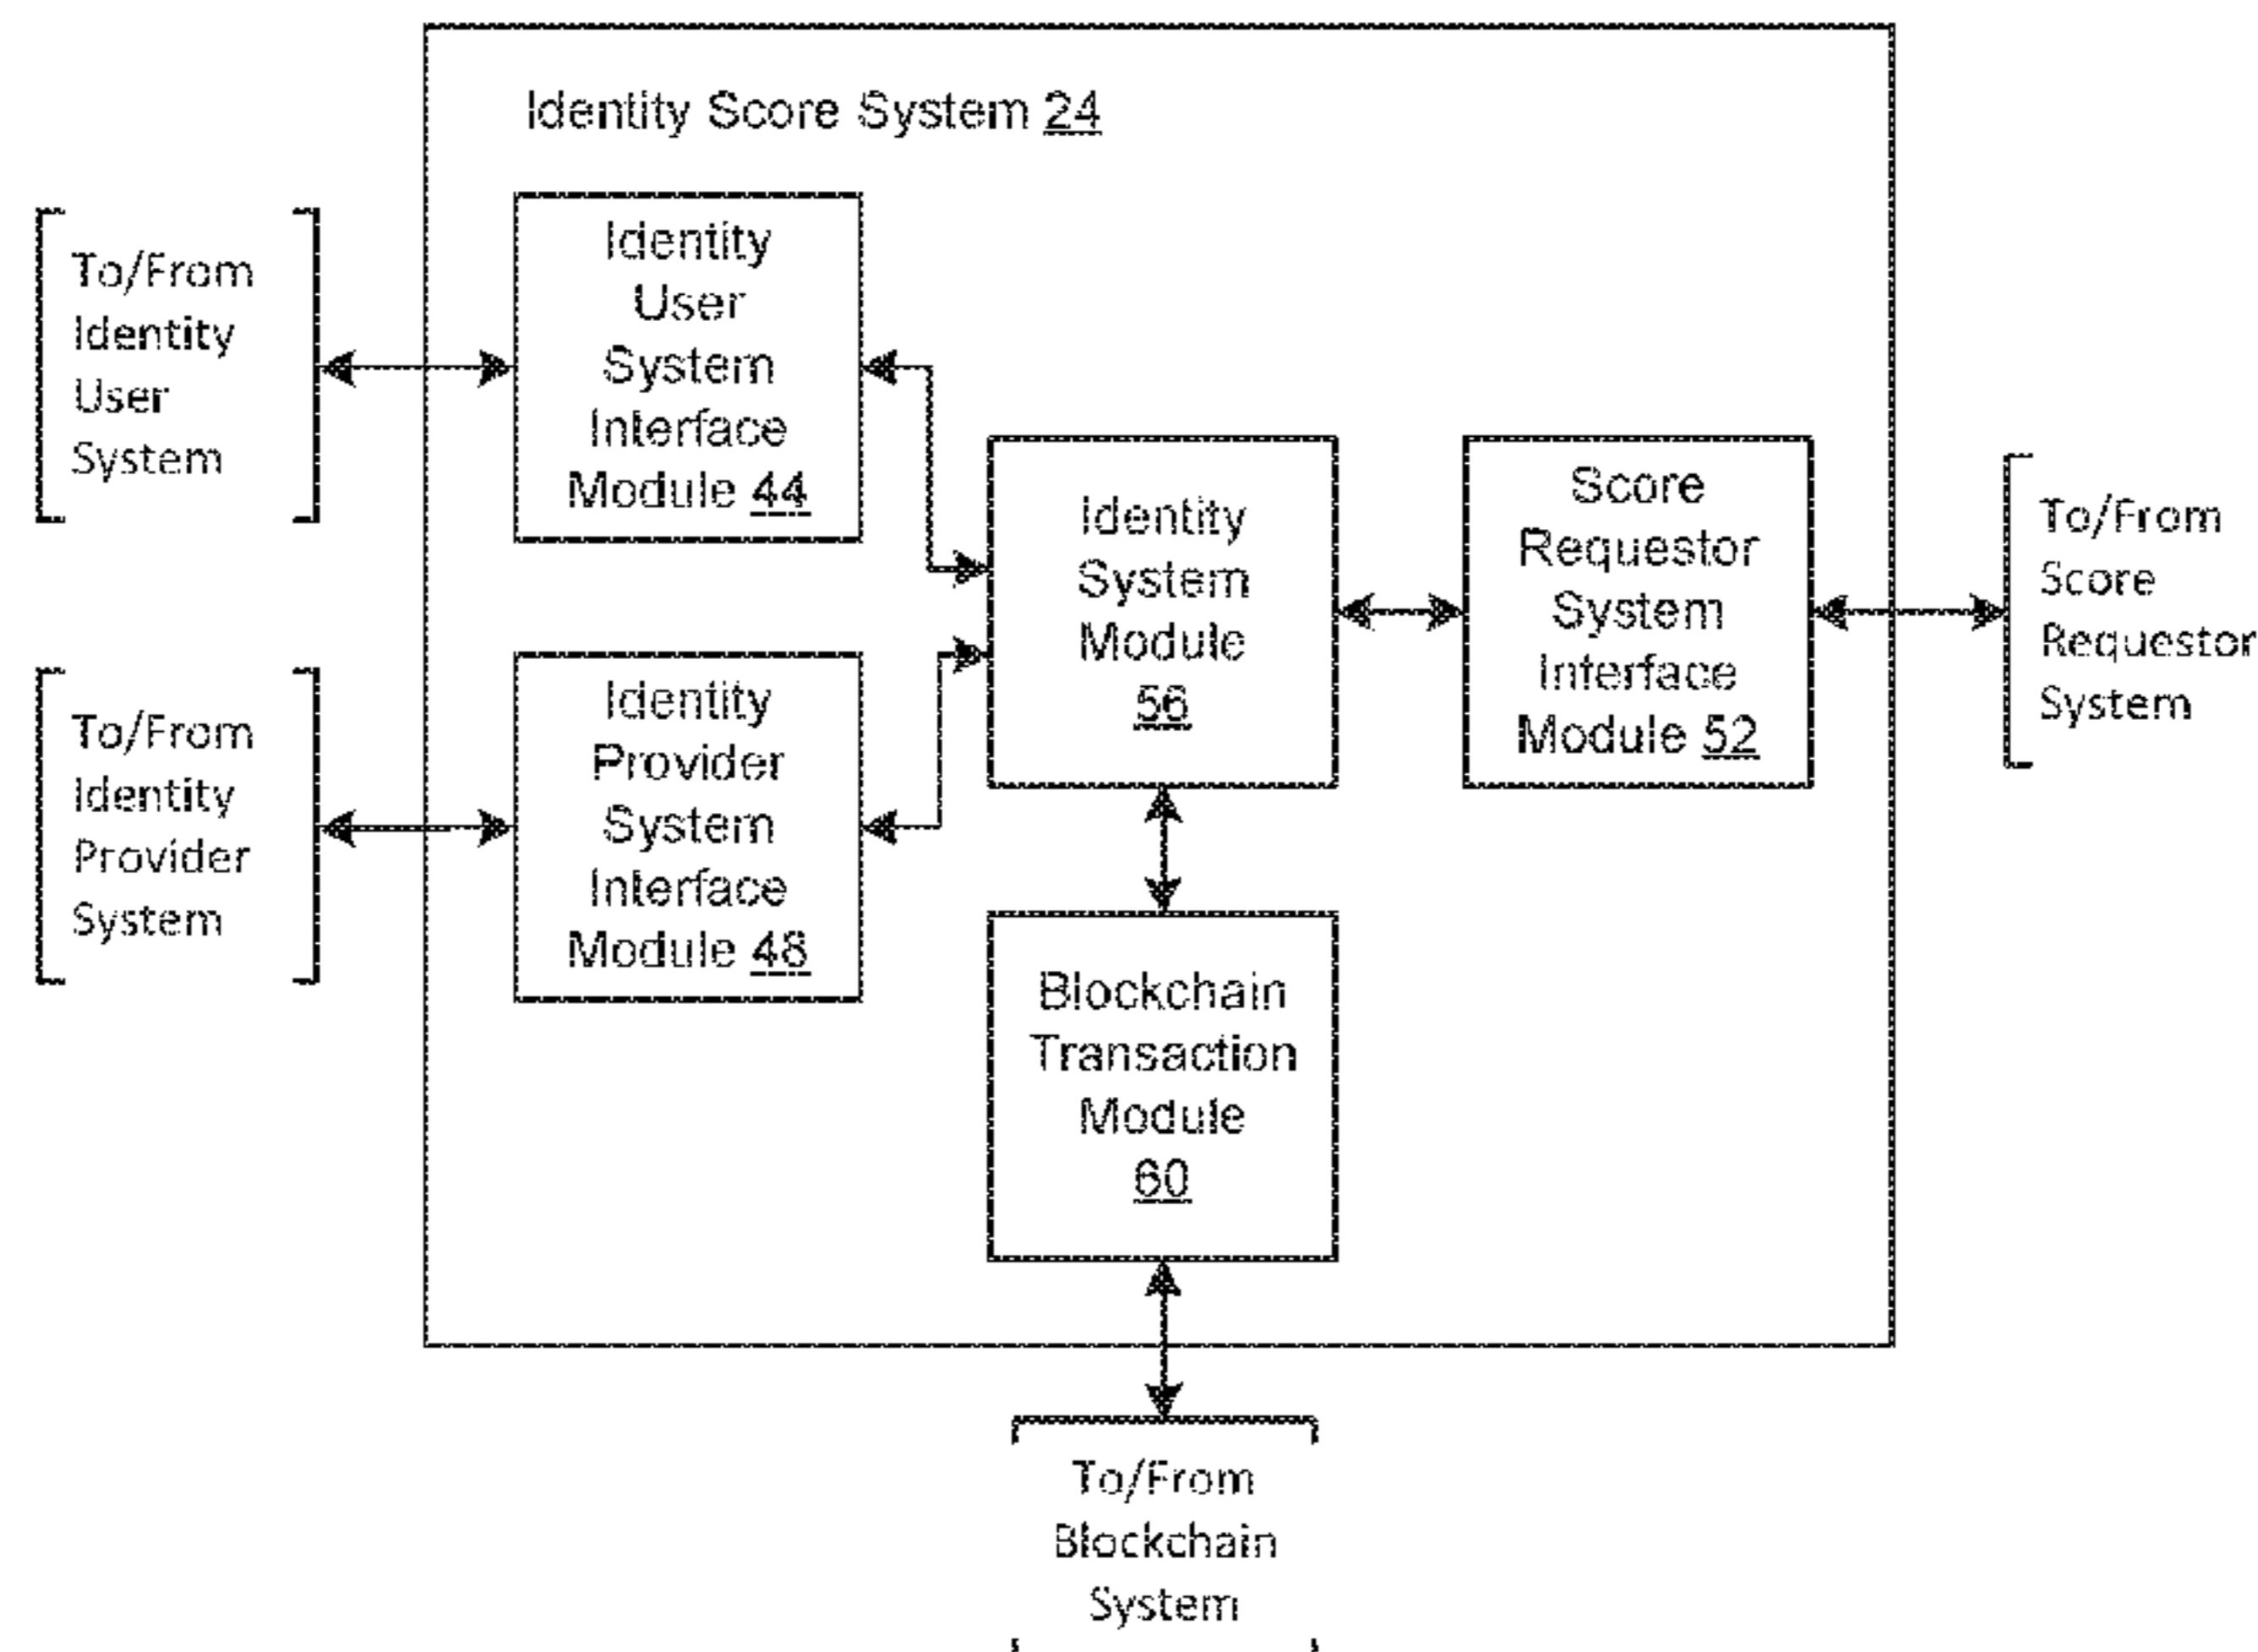 Identity Score System 24
To/From
Identity
User
System
Identity
User
System
Interface
Module 44
To/From
Identity
Provider
System
Identity
Provider
System
Interface
Module 48
Identity
System
Module
56
Score
Requestor
System
Interface
Module 52
To/From
Score
Requestor
System
Blockchain
Transaction
Module
60
To/From
Blockchain
System